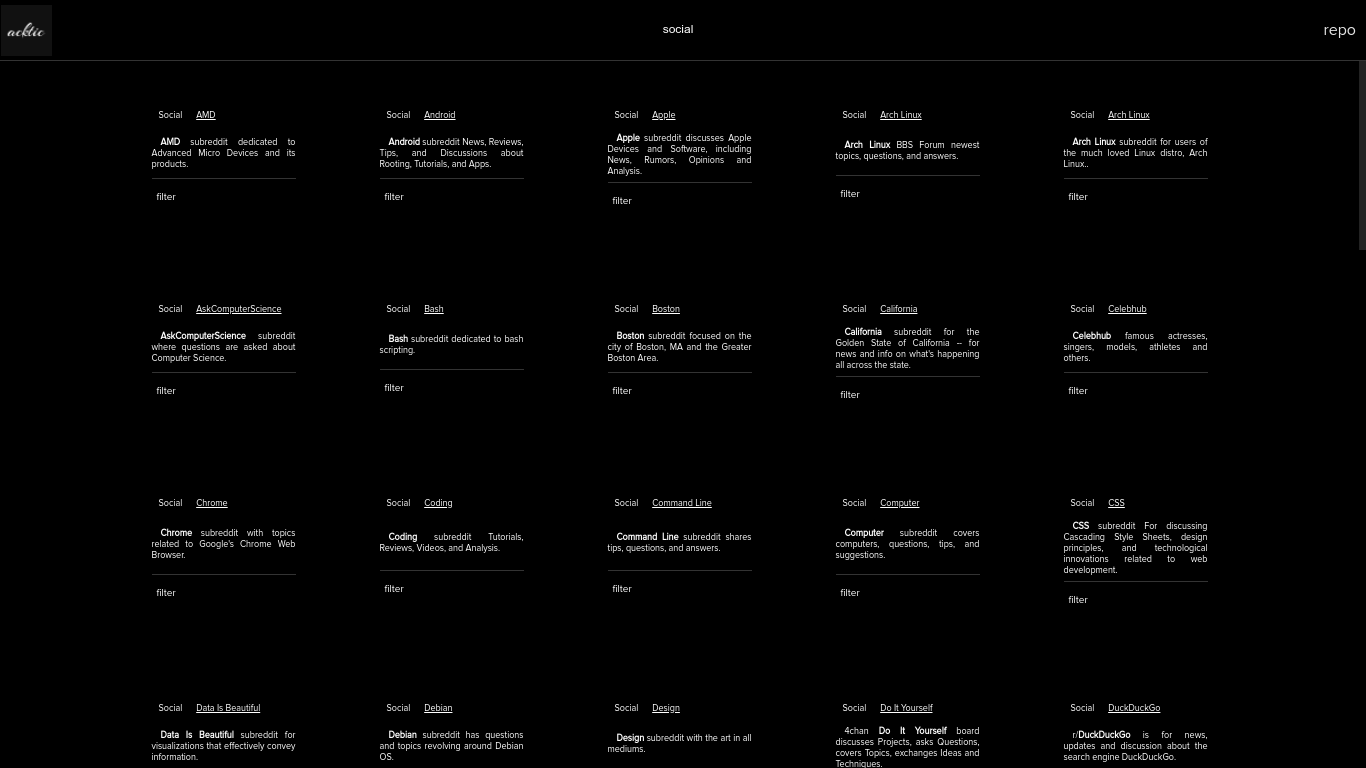 acktic
social
repo
Social AMD
AMD subreddit dedicated to
Advanced Micro Devices and its
products.
filter
Social Android
Android subreddit News, Reviews,
Tips, and Discussions about
Rooting, Tutorials, and Apps.
filter
Social Apple
Apple subreddit discusses Apple
Devices and Software, including
News, Rumors, Opinions and
Analysis.
filter
Social Arch Linux
Arch Linux BBS Forum newest
topics, questions, and answers.
filter
Social Arch Linux
Arch Linux subreddit for users of
the much loved Linux distro, Arch
Linux..
filter
Social AskComputerScience
AskComputerScience subreddit
where questions are asked about
Computer Science.
filter
Social Bash
Bash subreddit dedicated to bash
scripting.
filter
Social Boston
Boston subreddit focused on the
city of Boston, MA and the Greater
Boston Area.
filter
Social California
California subreddit for the
Golden State of California -- for
news and info on what's happening
all across the state.
filter
Social Celebhub
Celebhub famous actresses,
singers, models, athletes and
others.
filter
Social Chrome
Chrome subreddit with topics
related to Google's Chrome Web
Browser.
filter
Social Coding
Coding subreddit Tutorials,
Reviews, Videos, and Analysis.
filter
Social Command Line
Command Line subreddit shares
tips, questions, and answers.
filter
Social Computer
Computer subreddit covers
computers, questions, tips, and
suggestions.
filter
Social CSS
CSS subreddit For discussing
Cascading Style Sheets, design
principles, and technological
innovations related to web
development.
filter
Social Data Is Beautiful
Data Is Beautiful subreddit for
visualizations that effectively convey
information.
Social Debian
Debian subreddit has questions
and topics revolving around Debian
OS.
Social Design
Design subreddit with the art in all
mediums.
Social Do It Yourself
4chan Do It Yourself board
discusses Projects, asks Questions,
covers Topics, exchanges Ideas and
Techniques.
Social DuckDuckGo
r/DuckDuckGo is for news,
updates and discussion about the
search engine DuckDuckGo.